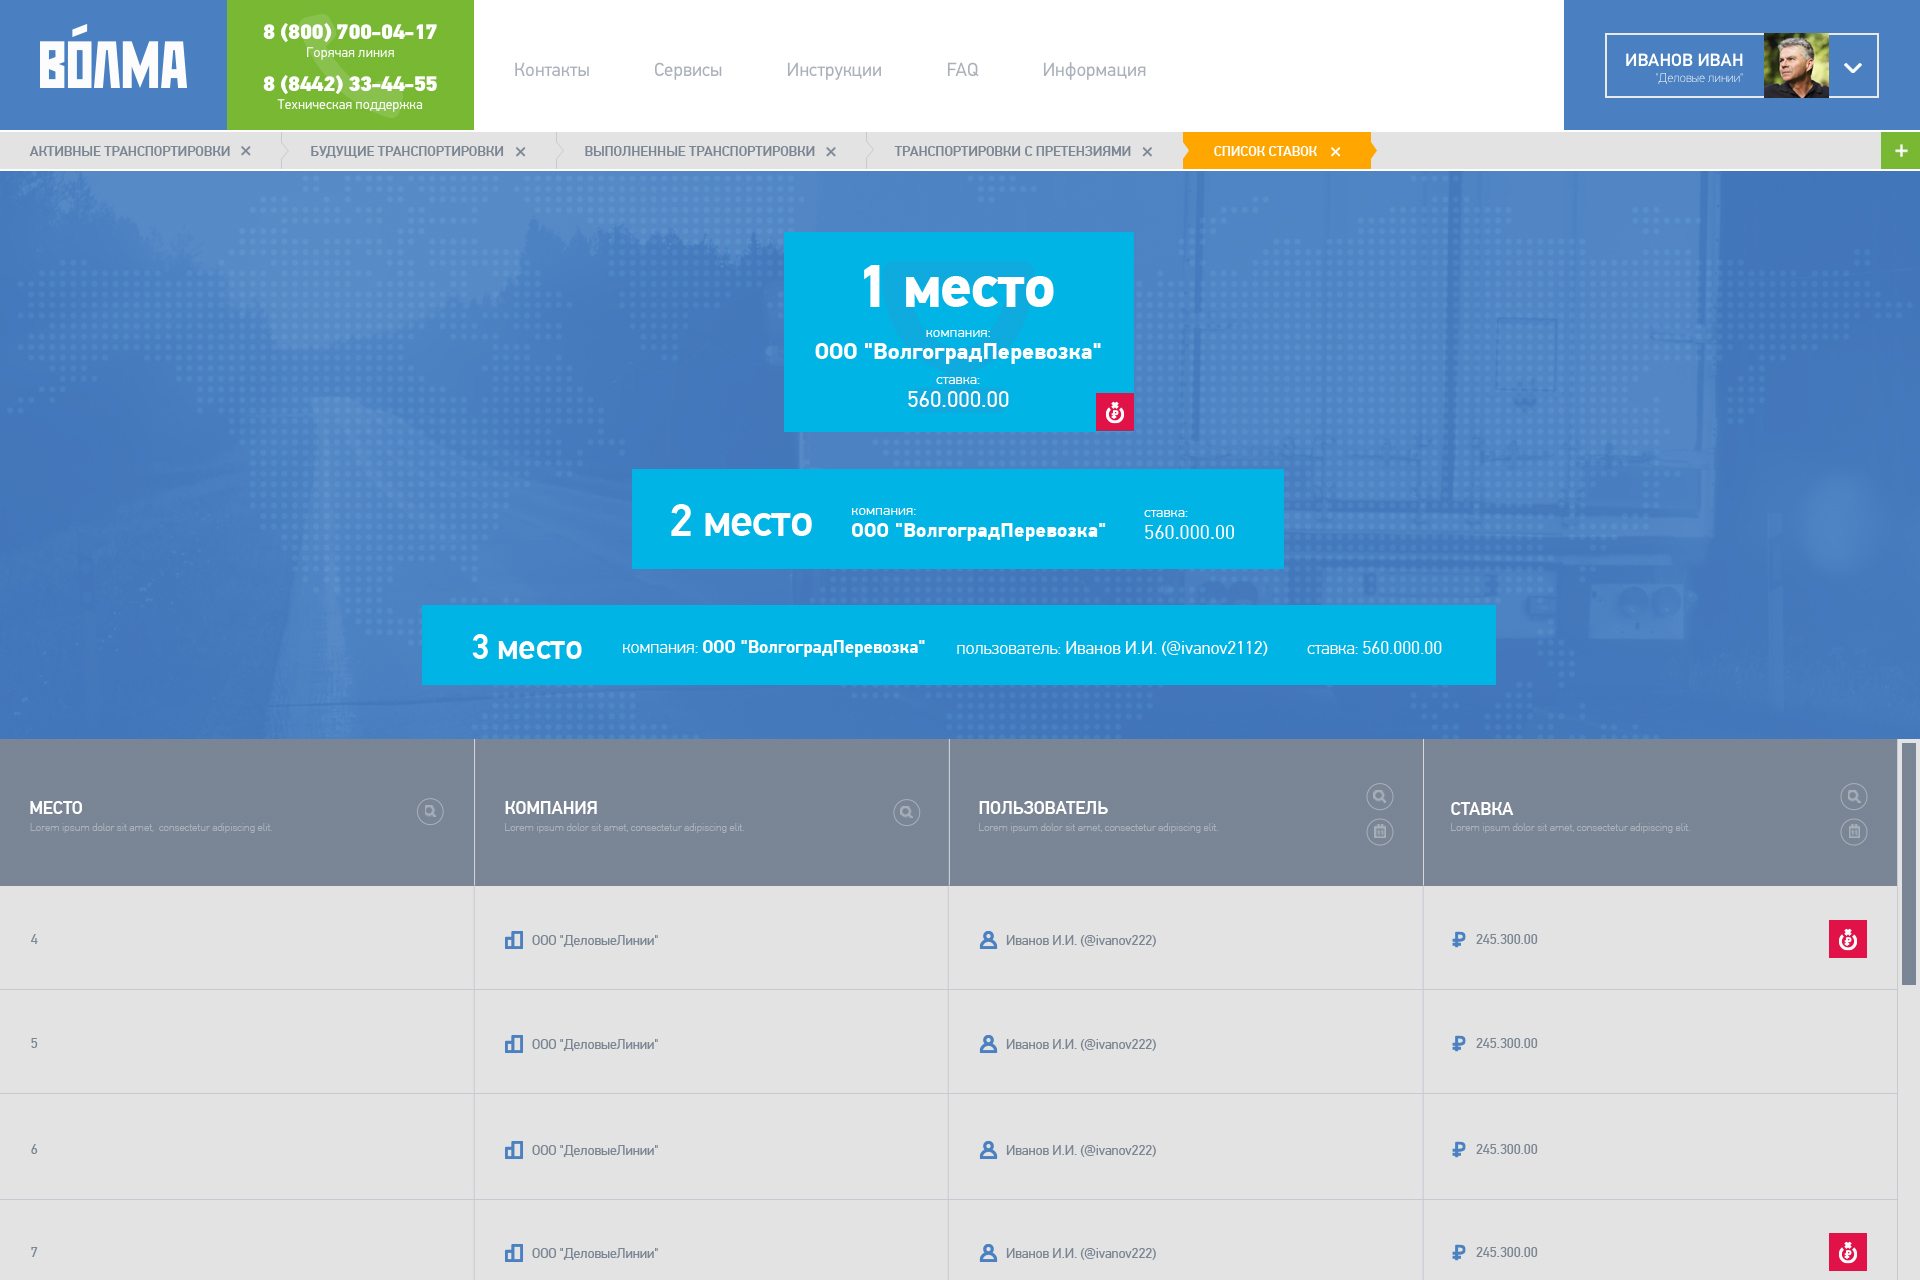 ВОЛМА
8 (800) 700-04-17
Горячая линия
8 (8442) 33-44-55
Техническая поддержка
Контакты
Сервисы
Инструкции
FAQ
Информация
ИВАНОВ ИВАН
"Деловые линии"
АКТИВНЫЕ ТРАНСПОРТИРОВКИ
БУДУЩИЕ ТРАНСПОРТИРОВКИ
ВЫПОЛНЕННЫЕ ТРАНСПОРТИРОВКИ
ТРАНСПОРТИРОВКИ С ПРЕТЕНЗИЯМИ
СПИСОК СТАВОК
1 место
компания:
ООО "ВолгоградПеревозка"
ставка:
560.000.00
2 место
компания:
ООО "ВолгоградПеревозка"
ставка:
560.000.00
3 место
компания: ООО "ВолгоградПеревозка"
пользователь: Иванов И.И. (@ivanov2112)
ставка: 560.000.00
МЕСТО
Lorem ipsum dolor sit amet, consectetur adipiscing elit.
КОМПАНИЯ
Lorem ipsum dolor sit amet, consectetur adipiscing elit.
ПОЛЬЗОВАТЕЛЬ
Lorem ipsum dolor sit amet, consectetur adipiscing elit.
СТАВКА
Lorem ipsum dolor sit amet, consectetur adipiscing elit.
4
ООО "ДеловыеЛинии"
Иванов И.И. (@ivanov222)
₽ 245.300.00
5
ООО "ДеловыеЛинии"
Иванов И.И. (@ivanov222)
₽ 245.300.00
6
ООО "ДеловыеЛинии"
Иванов И.И. (@ivanov222)
₽ 245.300.00
7
ООО "ДеловыеЛинии"
Иванов И.И. (@ivanov222)
₽ 245.300.00